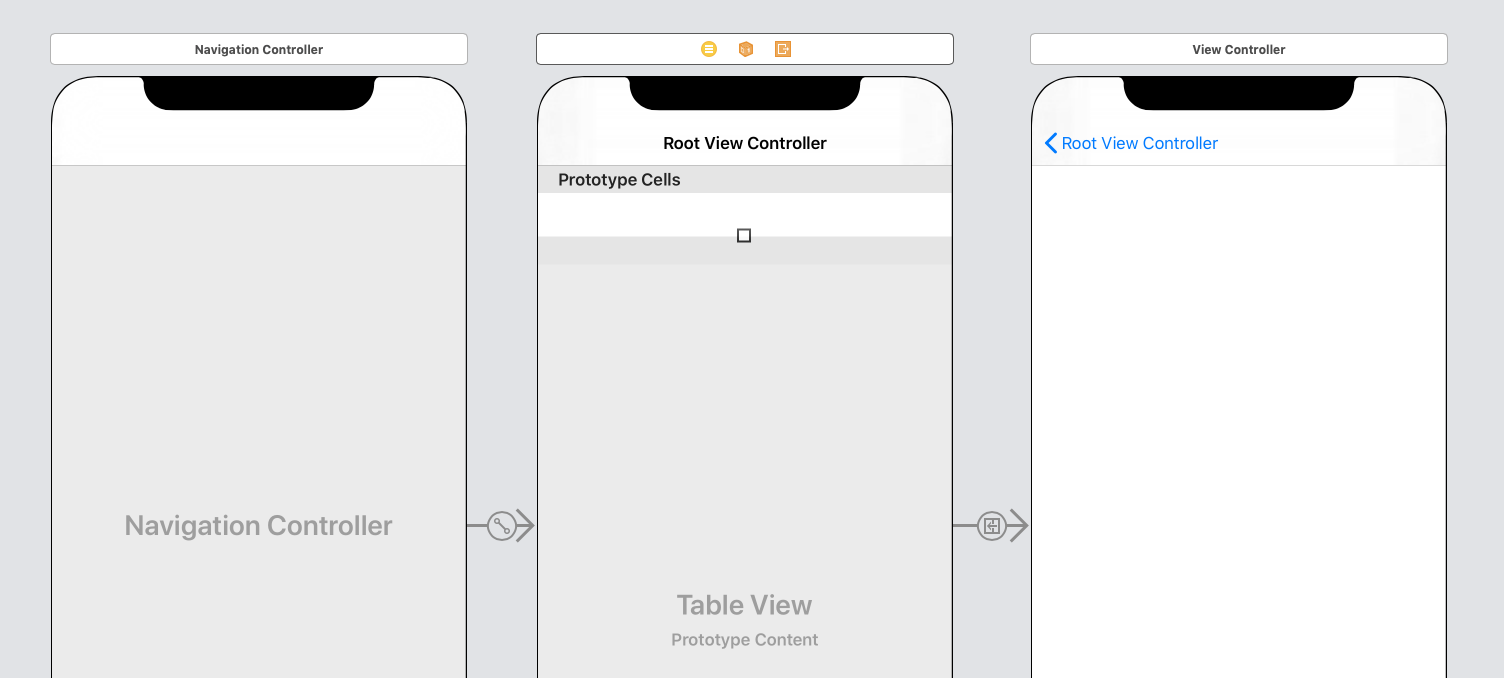 Navigation Controller
View Controller
Root View Controller
Root View Controller
Prototype Cells
Navigation Controller
Table View
Prototype Content